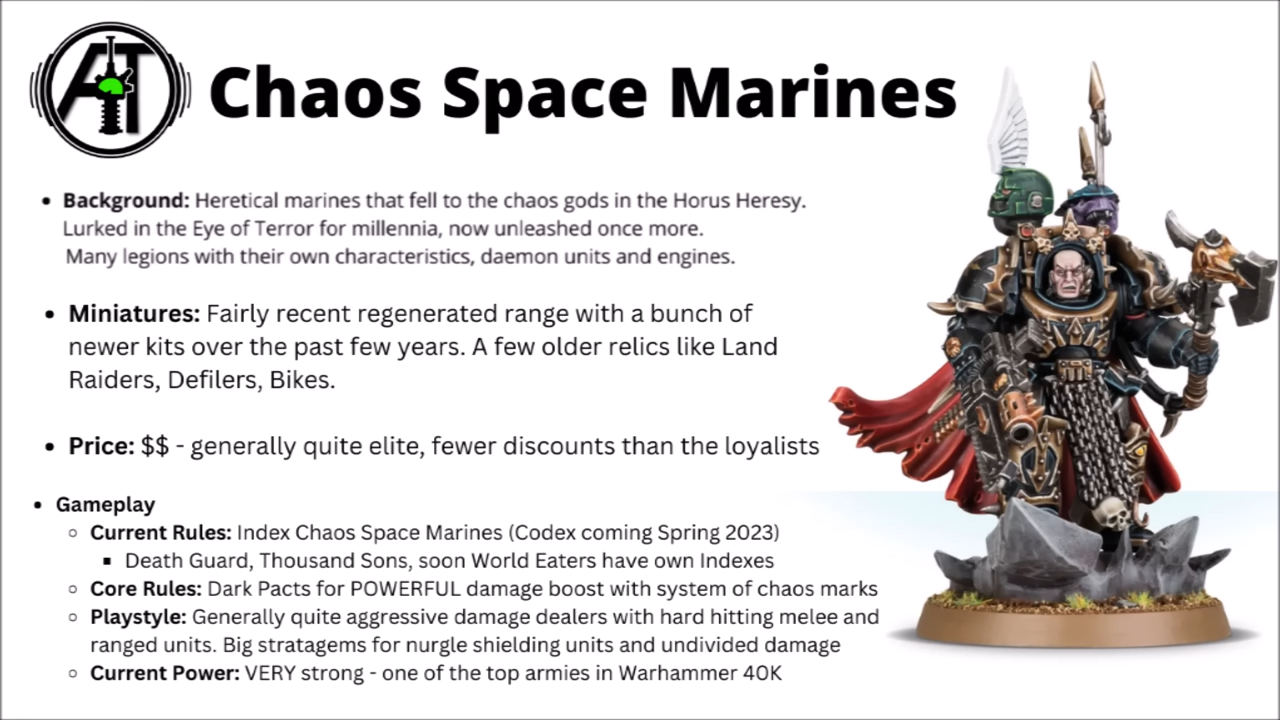 AT
Chaos Space Marines
• Background: Heretical marines that fell to the chaos gods in the Horus Heresy.
Lurked in the Eye of Terror for millennia, now unleashed once more.
Many legions with their own characteristics, daemon units and engines.
• Miniatures: Fairly recent regenerated range with a bunch of
newer kits over the past few years. A few older relics like Land
Raiders, Defilers, Bikes.
• Price: $$ - generally quite elite, fewer discounts than the loyalists
• Gameplay
◦ Current Rules: Index Chaos Space Marines (Codex coming Spring 2023)
▪ Death Guard, Thousand Sons, soon World Eaters have own Indexes
◦ Core Rules: Dark Pacts for POWERFUL damage boost with system of chaos marks
◦ Playstyle: Generally quite aggressive damage dealers with hard hitting melee and
ranged units. Big stratagems for nurgle shielding units and undivided damage
◦ Current Power: VERY strong - one of the top armies in Warhammer 40K